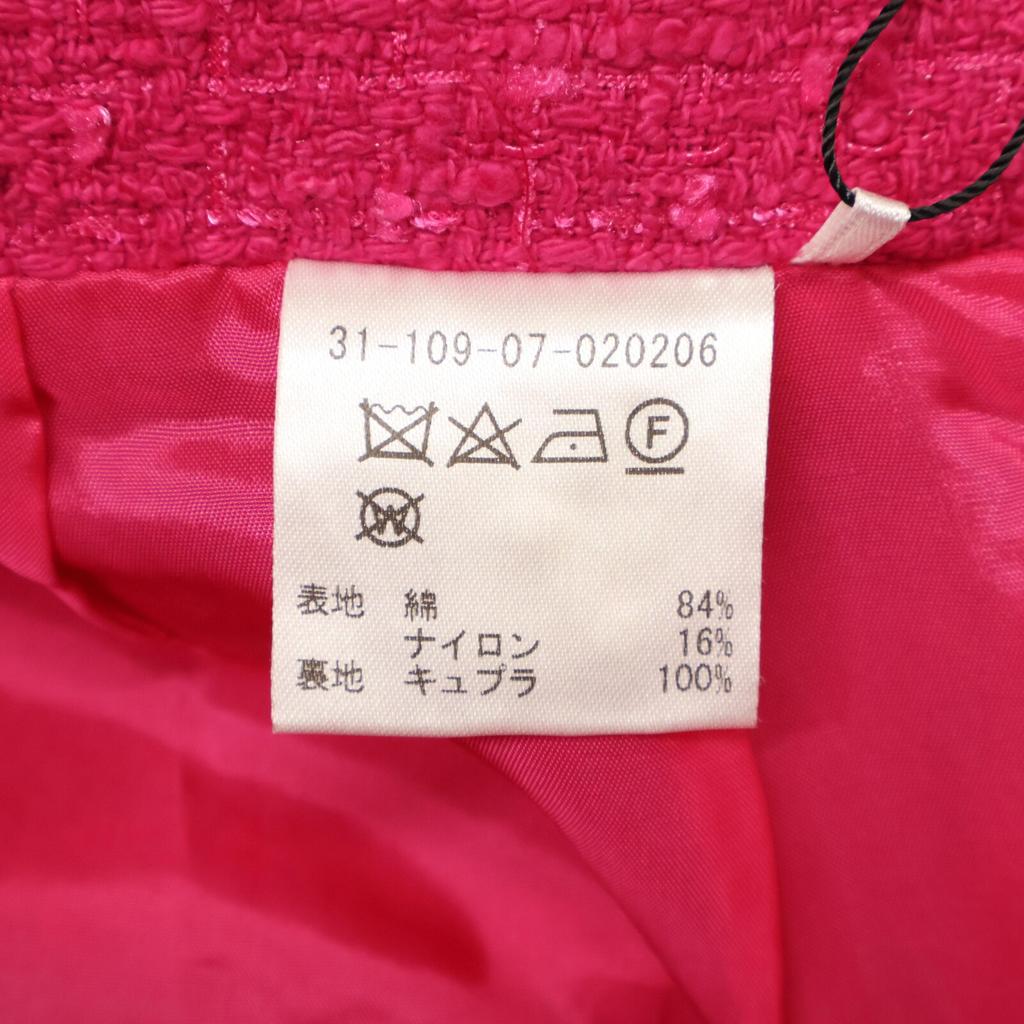 31-109-07-020206
F
W
表地 綿 84%
ナイロン 16%
裏地 キュプラ 100%